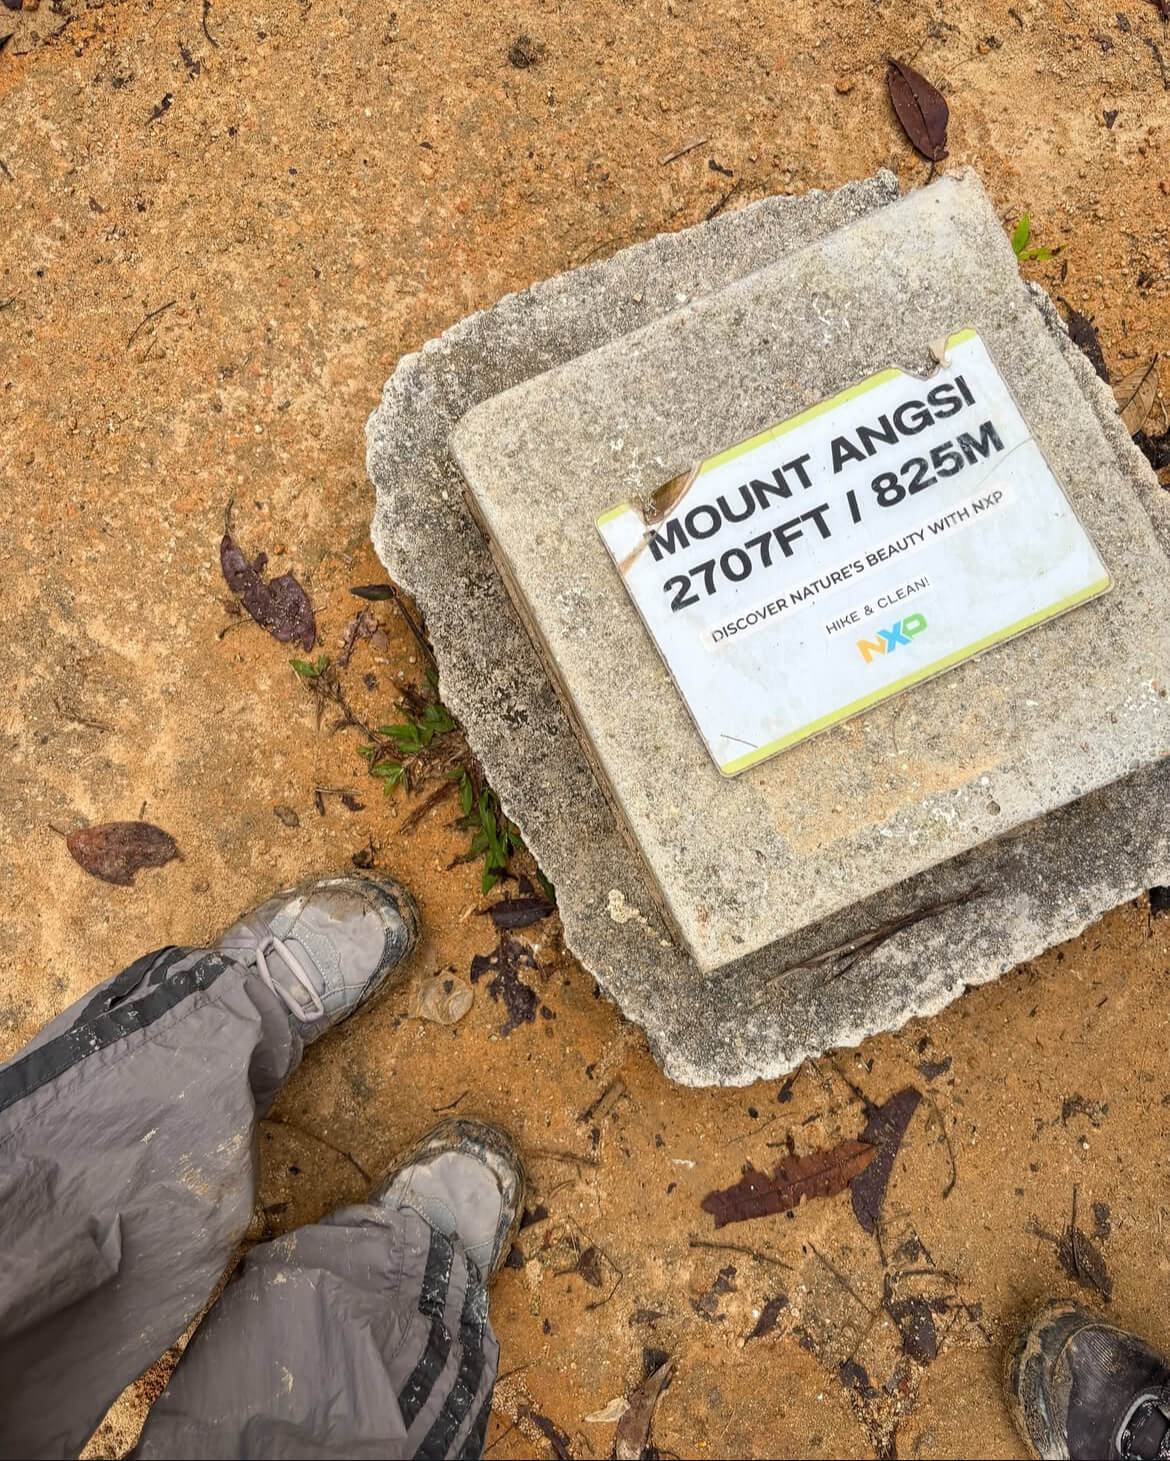 MOUNT ANGSI
2707FT / 825M
DISCOVER NATURE'S BEAUTY WITH NXP
HIKE & CLEAN!
NXP